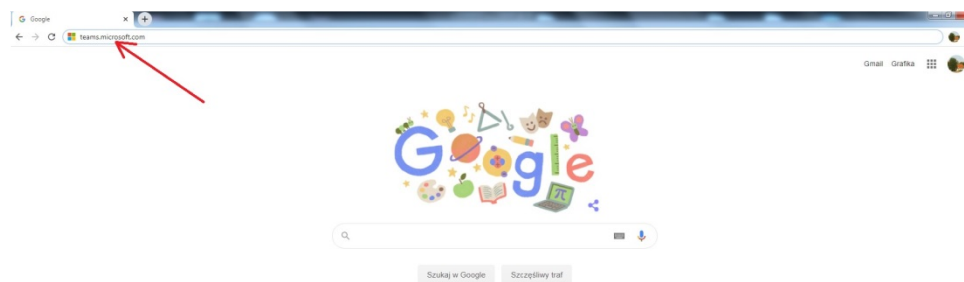 Google
teams.microsoft.com
Gmail Grafika
Google
π
Szukaj w Google Szczęśliwy traf